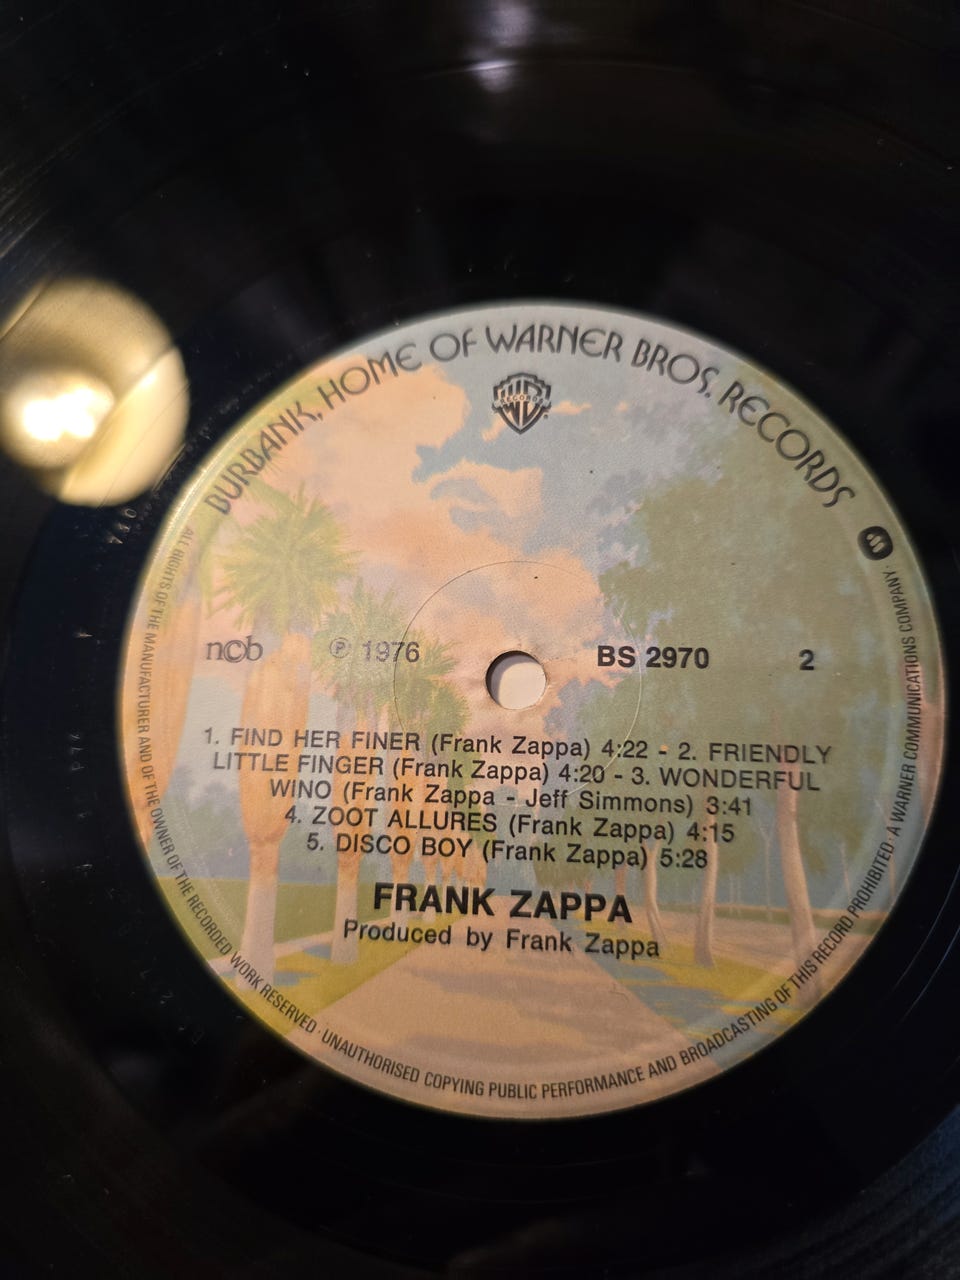 BURBANK, HOME OF WARNER BROS. RECORDS
RECORDS
ncb ℗ 1976 BS 2970 2
1. FIND HER FINER (Frank Zappa) 4:22 - 2. FRIENDLY
LITTLE FINGER (Frank Zappa) 4:20 - 3. WONDERFUL
WINO (Frank Zappa - Jeff Simmons) 3:41
4. ZOOT ALLURES (Frank Zappa) 4:15
5. DISCO BOY (Frank Zappa) 5:28
FRANK ZAPPA
Produced by Frank Zappa
ALL RIGHTS OF THE MANUFACTURER AND OF THE OWNER OF THE RECORDED WORK RESERVED · UNAUTHORISED COPYING PUBLIC PERFORMANCE AND BROADCASTING OF THIS RECORD PROHIBITED · A WARNER COMMUNICATIONS COMPANY ·